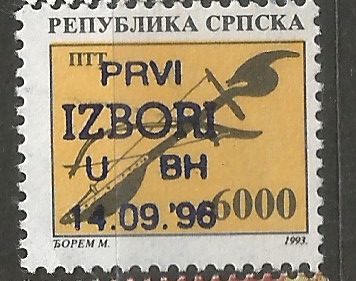 РЕПУБЛИКА СРПСКА
ПТТ
PRVI
IZBORI
U BH
14.09.'96
6000
ЂОРЕМ М. 1993.